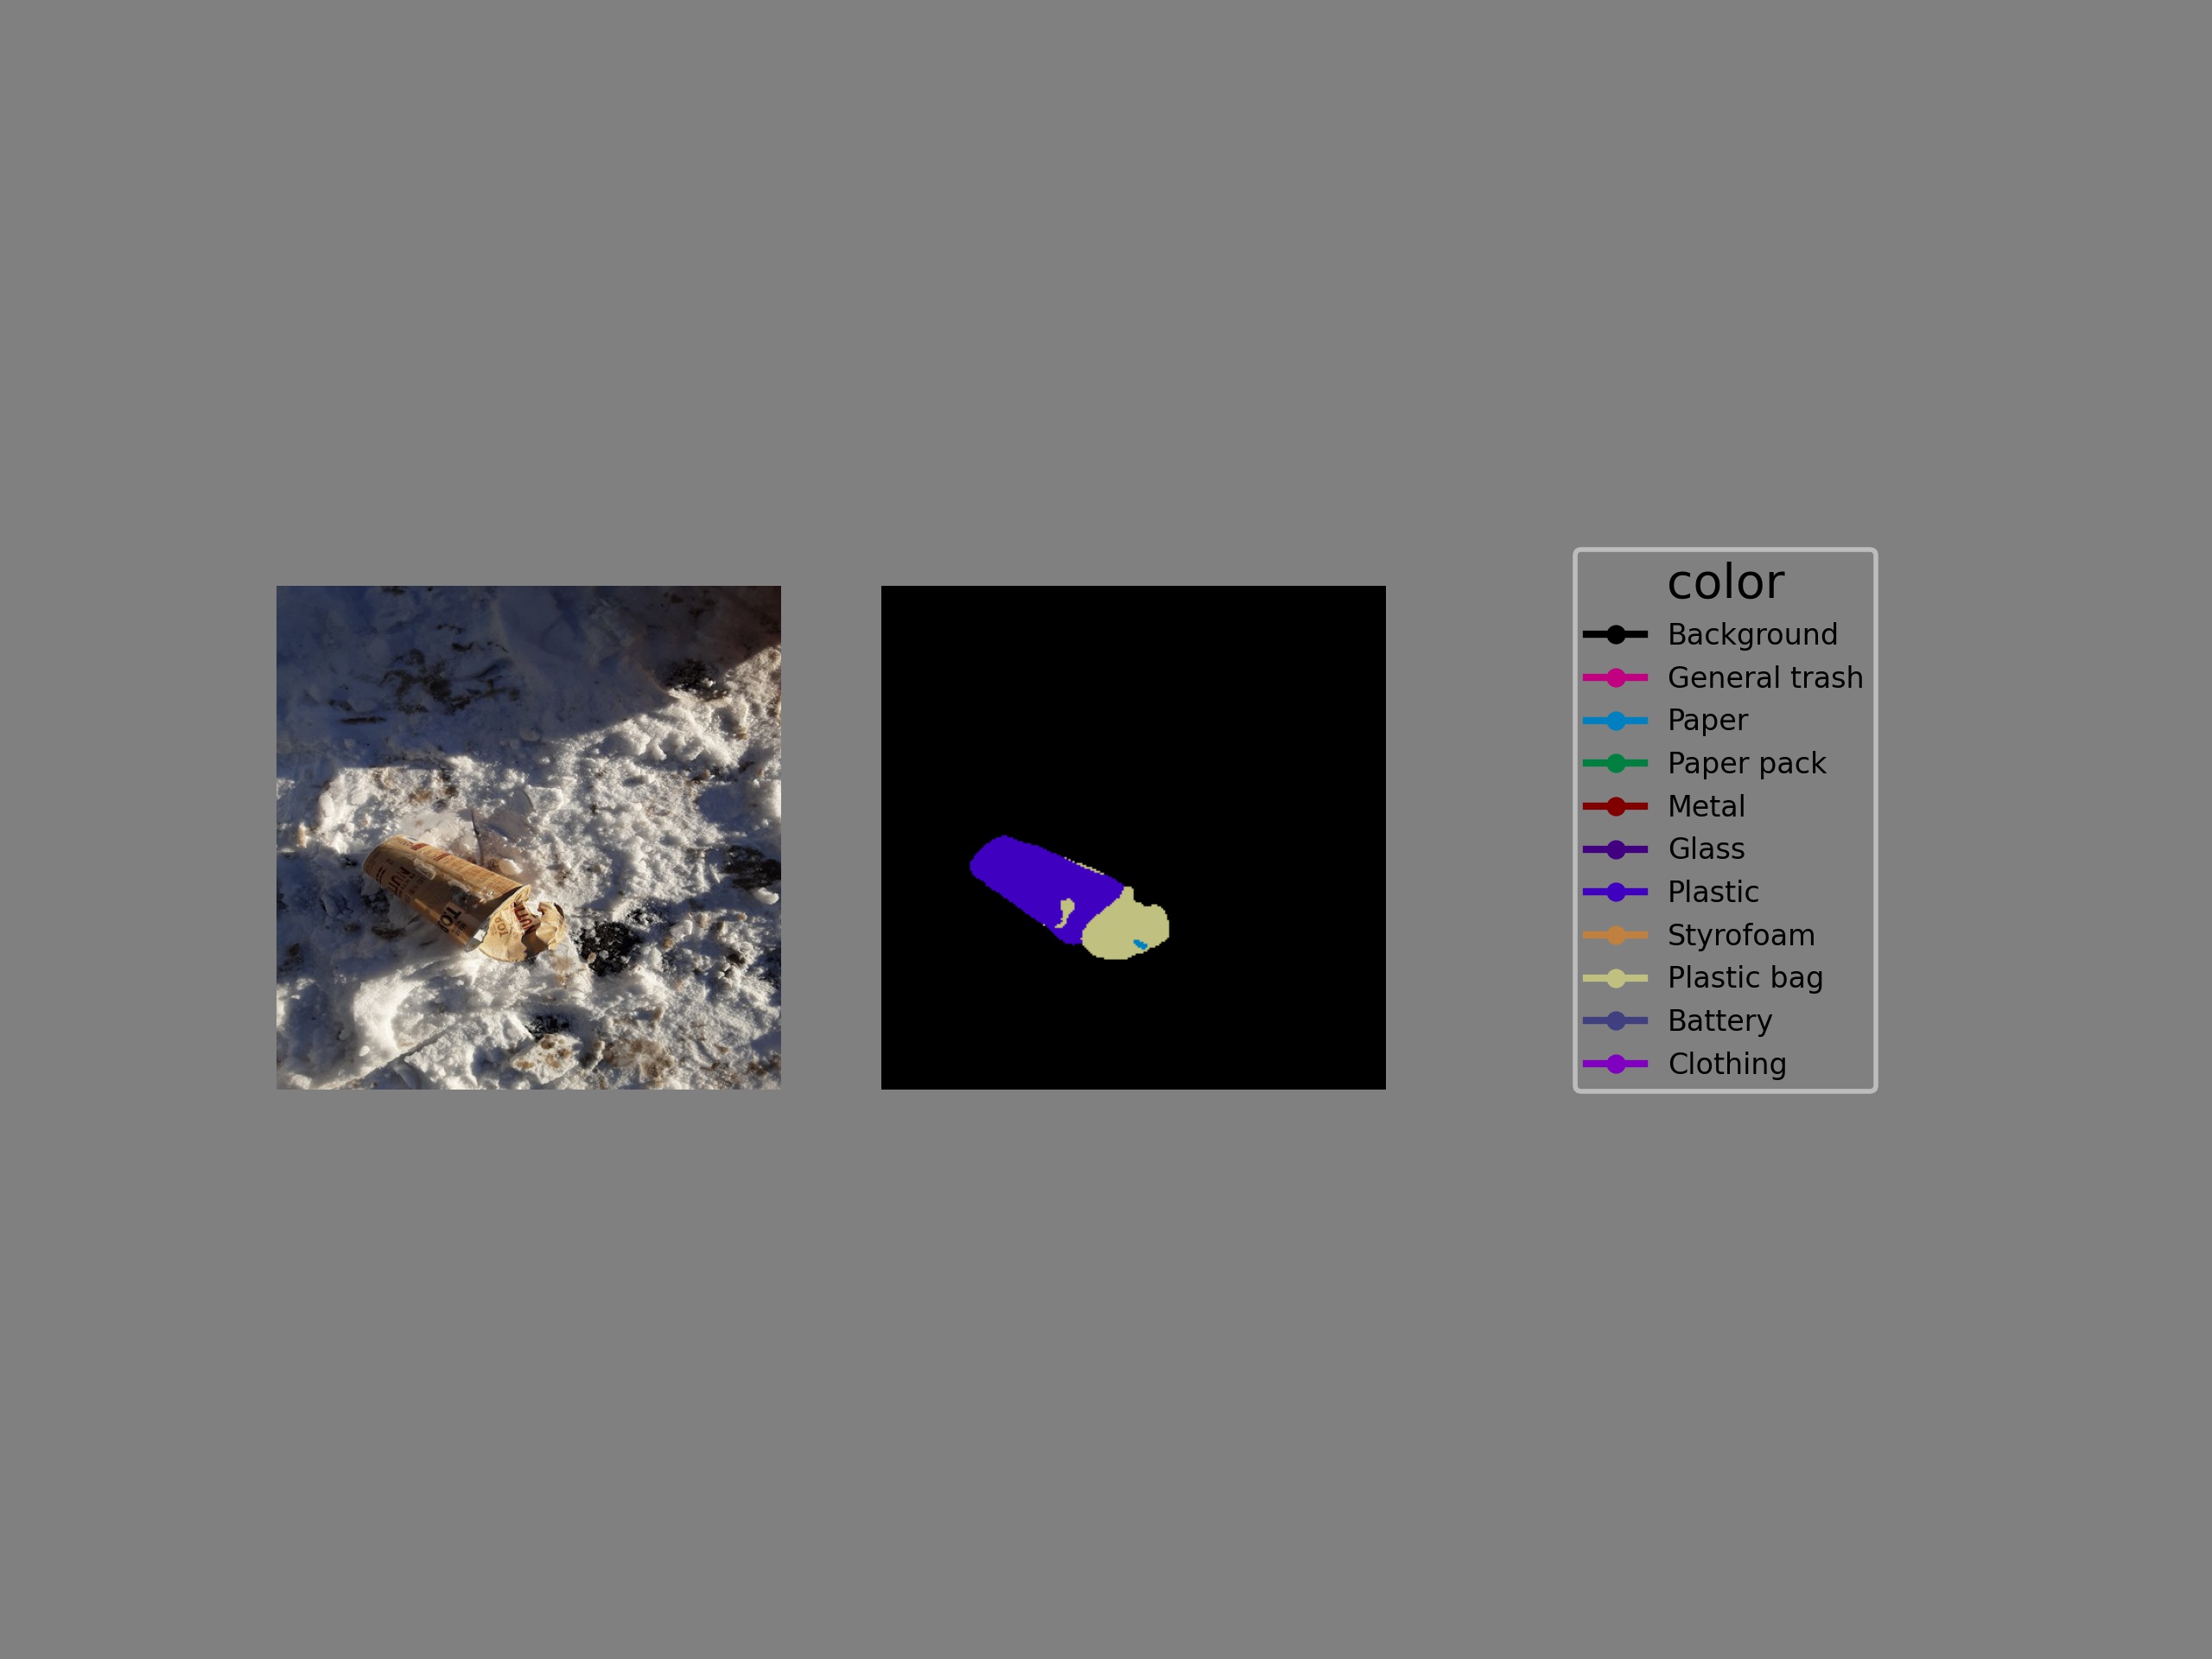 color
Background
General trash
Paper
Paper pack
Metal
Glass
Plastic
Styrofoam
Plastic bag
Battery
Clothing